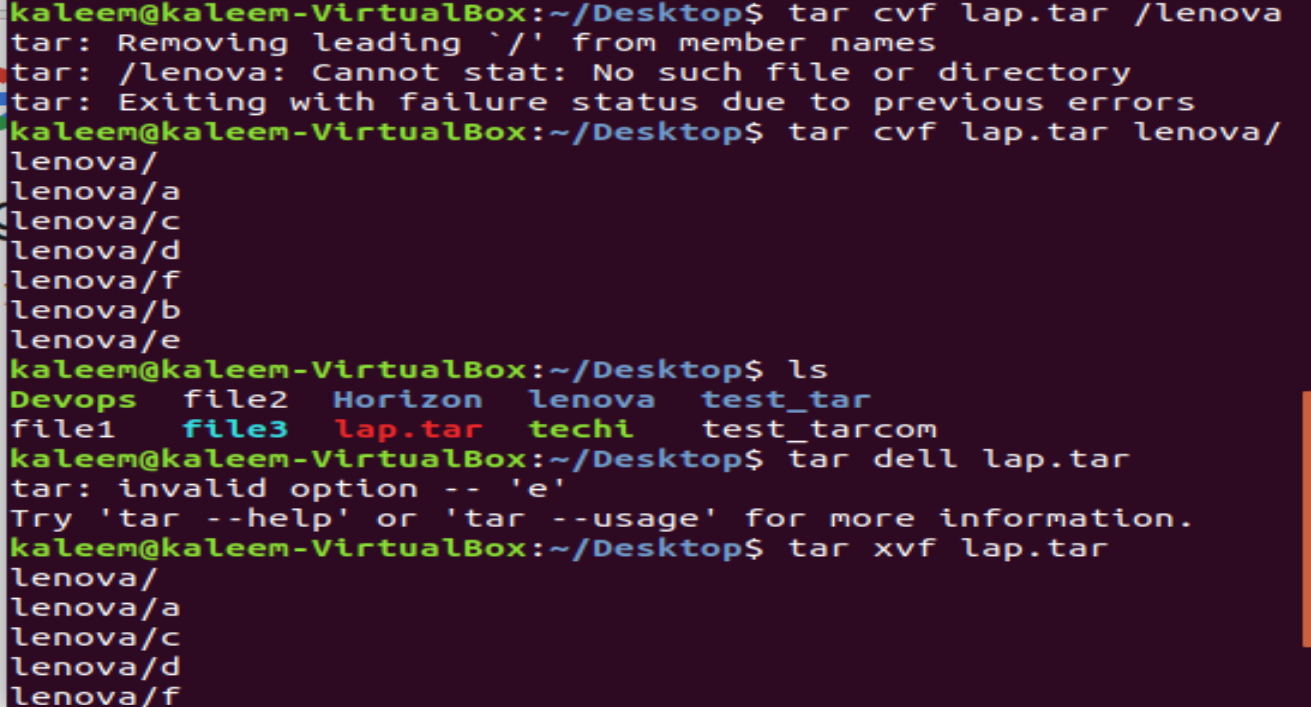 kaleem@kaleem-VirtualBox:~/Desktop$ tar cvf lap.tar /lenova
tar: Removing leading `/' from member names
tar: /lenova: Cannot stat: No such file or directory
tar: Exiting with failure status due to previous errors
kaleem@kaleem-VirtualBox:~/Desktop$ tar cvf lap.tar lenova/
lenova/
lenova/a
lenova/c
lenova/d
lenova/f
lenova/b
lenova/e
kaleem@kaleem-VirtualBox:~/Desktop$ ls
Devops  file2  Horizon  lenova  test_tar
file1   file3  lap.tar  techi   test_tarcom
kaleem@kaleem-VirtualBox:~/Desktop$ tar dell lap.tar
tar: invalid option -- 'e'
Try 'tar --help' or 'tar --usage' for more information.
kaleem@kaleem-VirtualBox:~/Desktop$ tar xvf lap.tar
lenova/
lenova/a
lenova/c
lenova/d
lenova/f